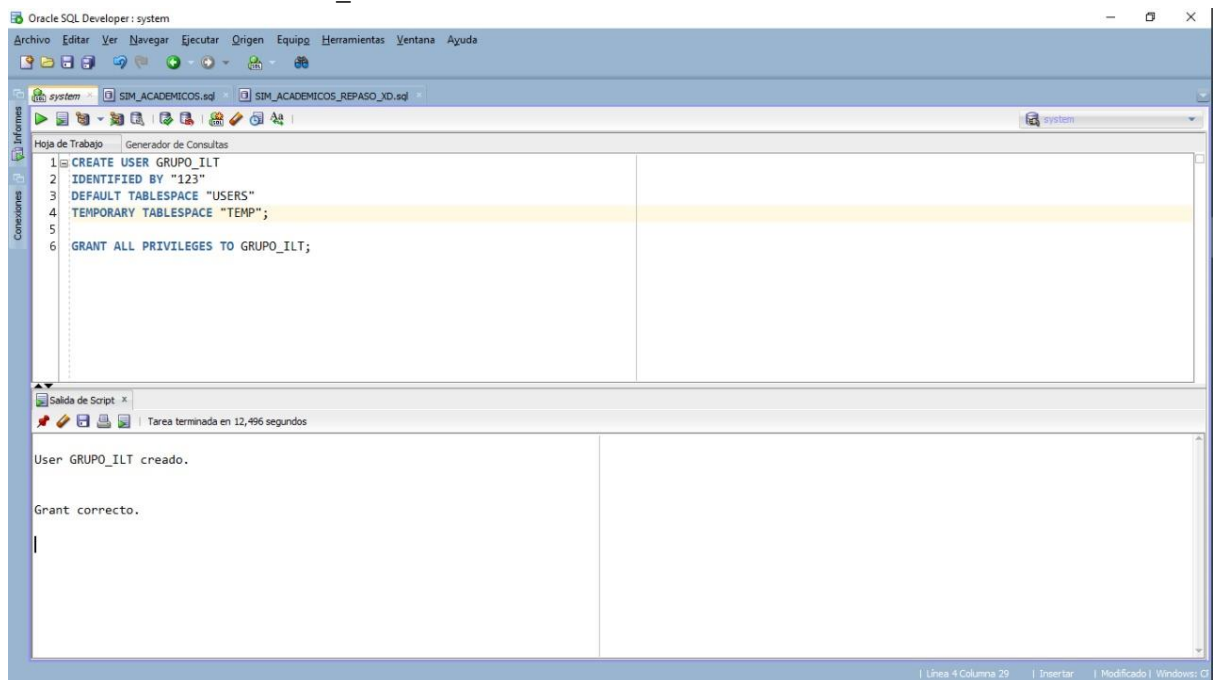 Oracle SQL Developer : system
Archivo Editar Ver Navegar Ejecutar Origen Equipo Herramientas Ventana Ayuda
system SIM_ACADEMICOS.sql SIM_ACADEMICOS_REPASO_XD.sql
Informes
Conexiones
system
Hoja de Trabajo Generador de Consultas
1 CREATE USER GRUPO_ILT
2 IDENTIFIED BY "123"
3 DEFAULT TABLESPACE "USERS"
4 TEMPORARY TABLESPACE "TEMP";
5
6 GRANT ALL PRIVILEGES TO GRUPO_ILT;
Salida de Script
Tarea terminada en 12,496 segundos
User GRUPO_ILT creado.
Grant correcto.
Línea 4 Columna 29 | Insertar | Modificado | Windows: